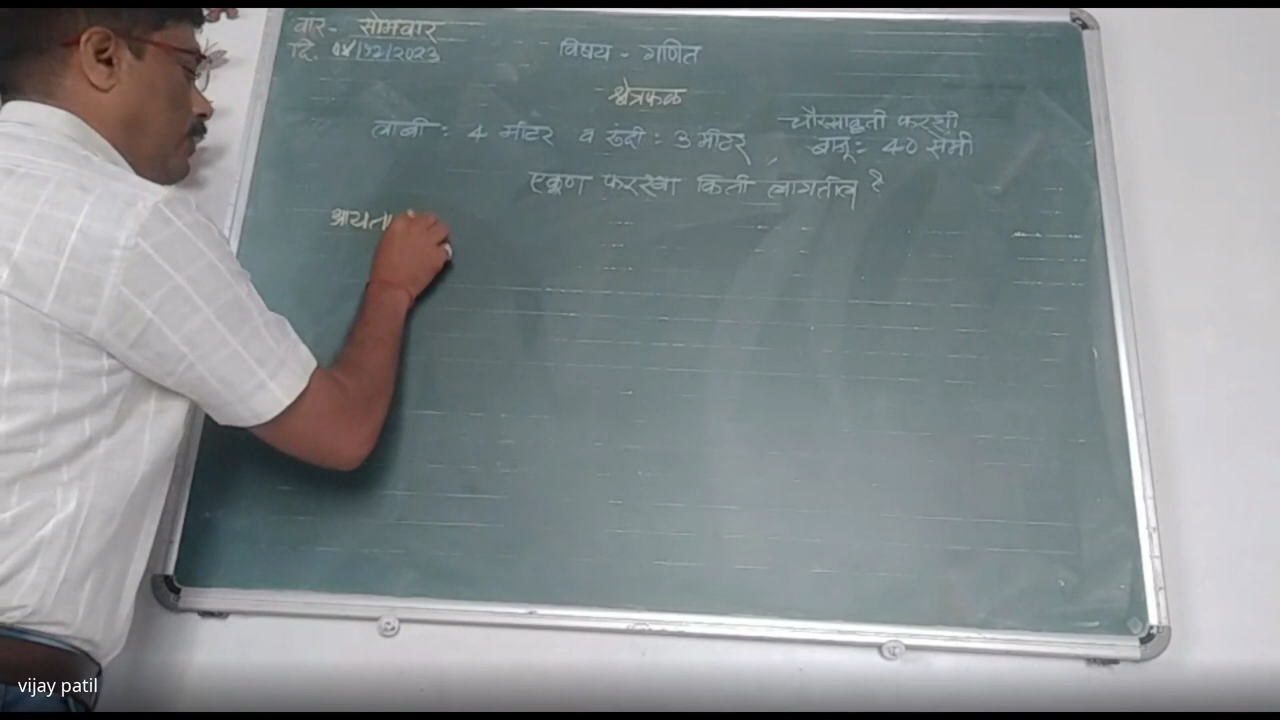 वार- सोमवार
दि. 04/12/2023
विषय - गणित
क्षेत्रफळ
लांबी : 4 मीटर व रुंदी : 3 मीटर,
चौरसाकृती फरशी
बाजू : 40 सेमी
एकूण फरश्या किती लागतील ?
आयता
vijay patil